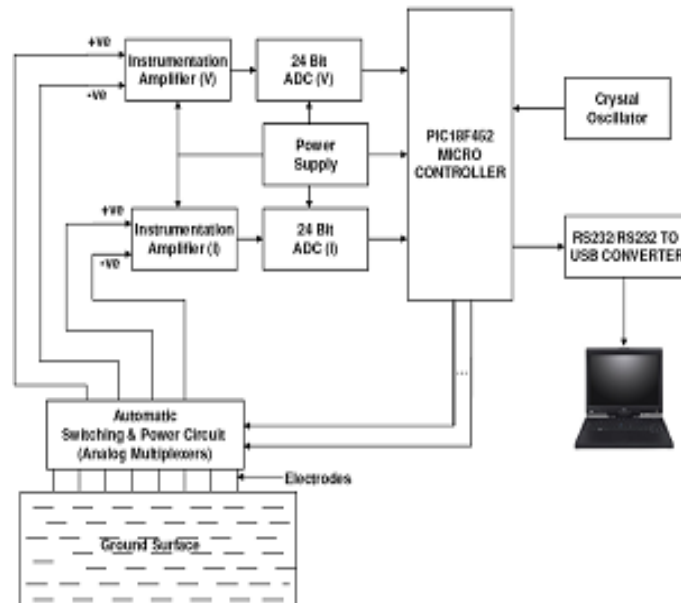 +ve
Instrumentation
Amplifier (V)
24 Bit
ADC (V)
-ve
PIC18F452
MICRO
CONTROLLER
Crystal
Oscillator
Power
Supply
+ve
Instrumentation
Amplifier (I)
24 Bit
ADC (I)
-ve
RS232/RS232 TO
USB CONVERTER
...
Automatic
Switching & Power Circuit
(Analog Multiplexers)
Electrodes
Ground Surface